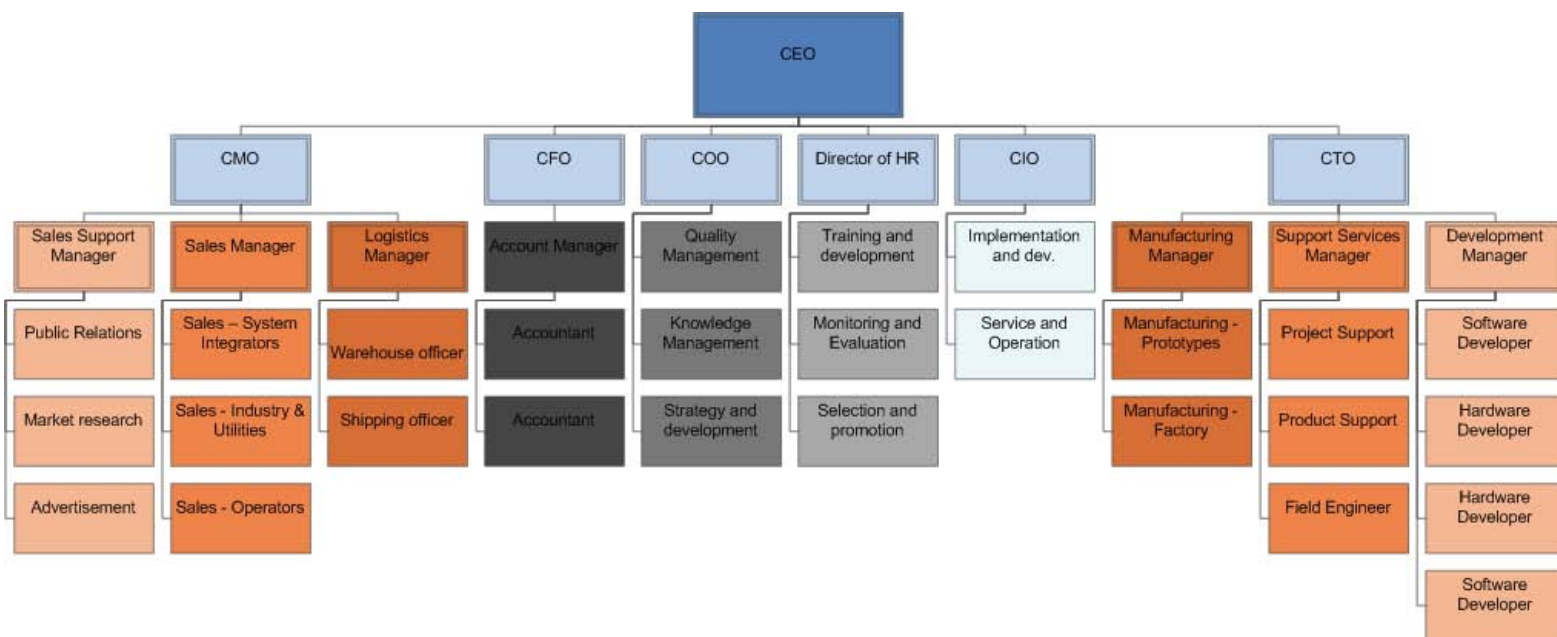 CEO
CMO
CFO
COO
Director of HR
CIO
CTO
Sales Support
Manager
Sales Manager
Logistics
Manager
Account Manager
Quality
Management
Training and
development
Implementation
and dev.
Manufacturing
Manager
Support Services
Manager
Development
Manager
Public Relations
Sales – System
Integrators
Warehouse officer
Accountant
Knowledge
Management
Monitoring and
Evaluation
Service and
Operation
Manufacturing -
Prototypes
Project Support
Software
Developer
Market research
Sales - Industry &
Utilities
Shipping officer
Accountant
Strategy and
development
Selection and
promotion
Manufacturing -
Factory
Product Support
Hardware
Developer
Advertisement
Sales - Operators
Field Engineer
Hardware
Developer
Software
Developer